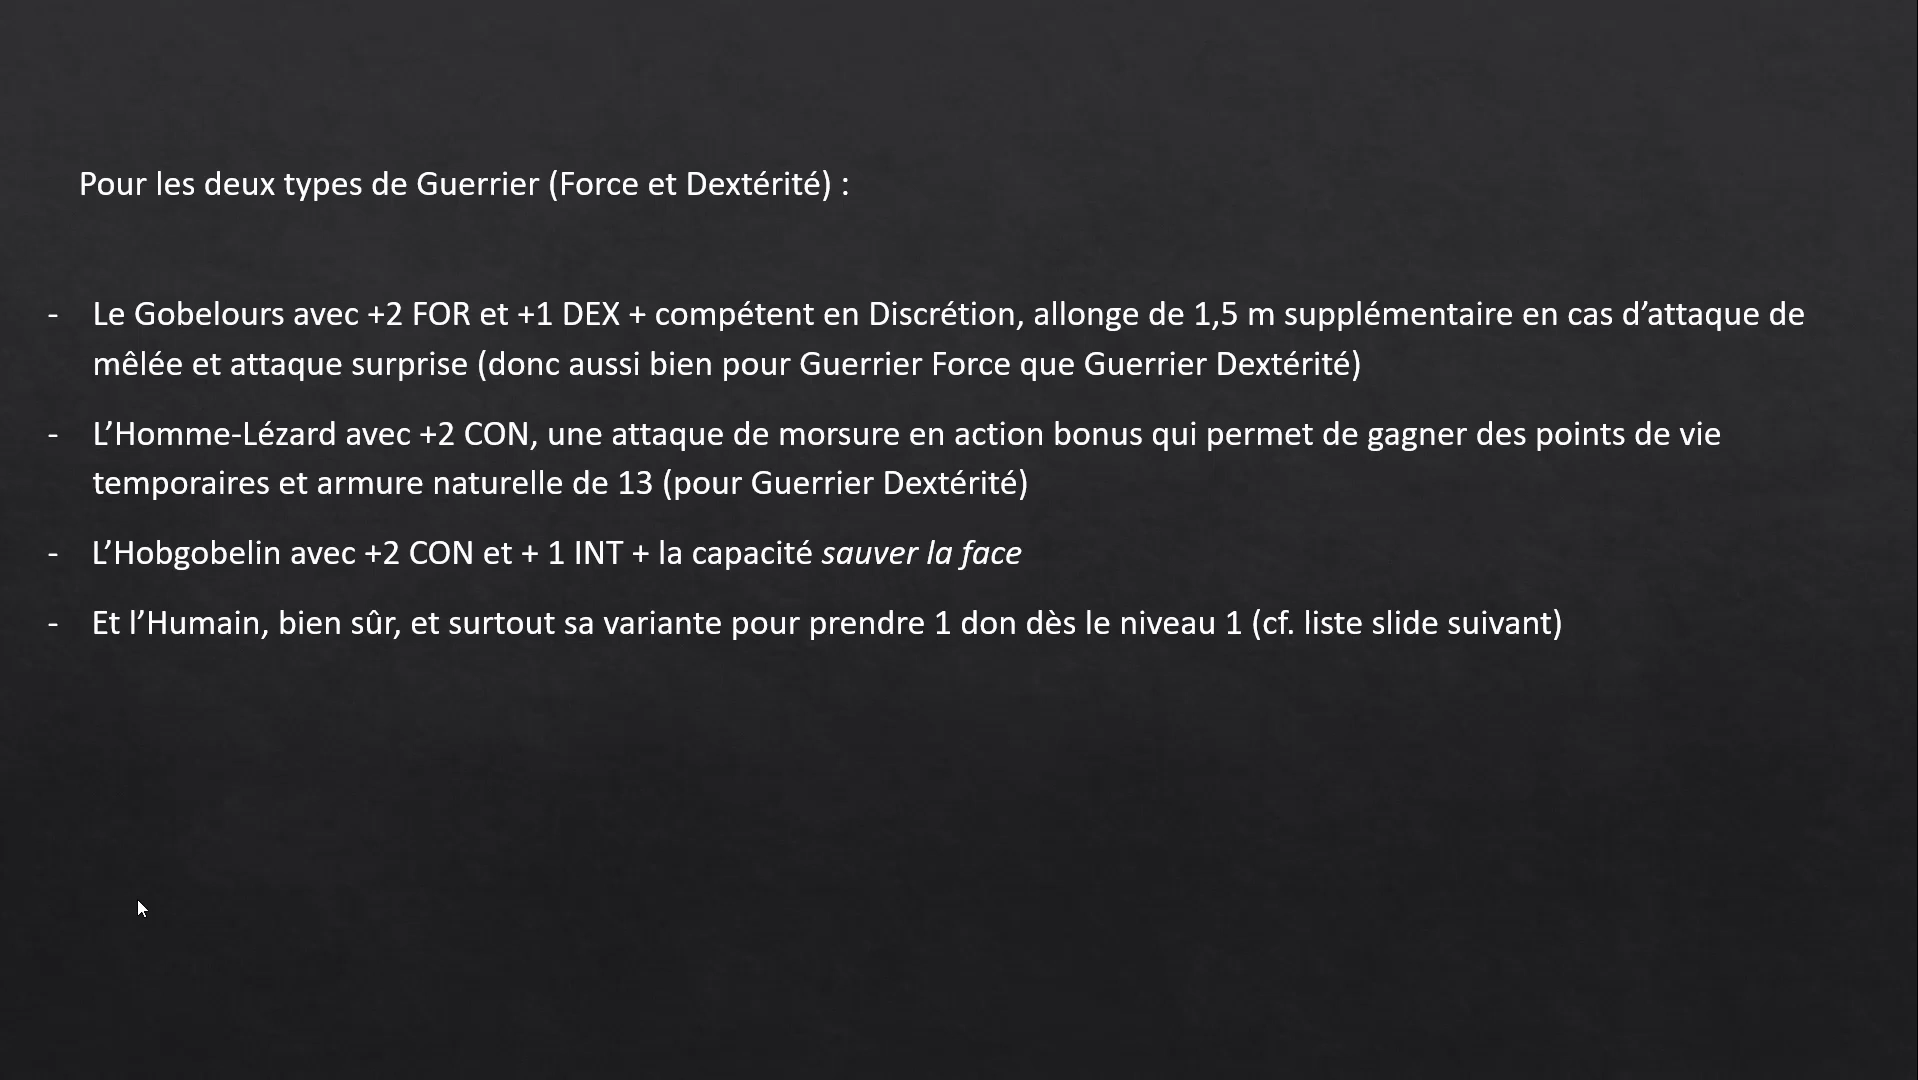 Pour les deux types de Guerrier (Force et Dextérité) :
- Le Gobelours avec +2 FOR et +1 DEX + compétent en Discrétion, allonge de 1,5 m supplémentaire en cas d’attaque de
mêlée et attaque surprise (donc aussi bien pour Guerrier Force que Guerrier Dextérité)
- L’Homme-Lézard avec +2 CON, une attaque de morsure en action bonus qui permet de gagner des points de vie
temporaires et armure naturelle de 13 (pour Guerrier Dextérité)
- L’Hobgobelin avec +2 CON et + 1 INT + la capacité sauver la face
- Et l’Humain, bien sûr, et surtout sa variante pour prendre 1 don dès le niveau 1 (cf. liste slide suivant)